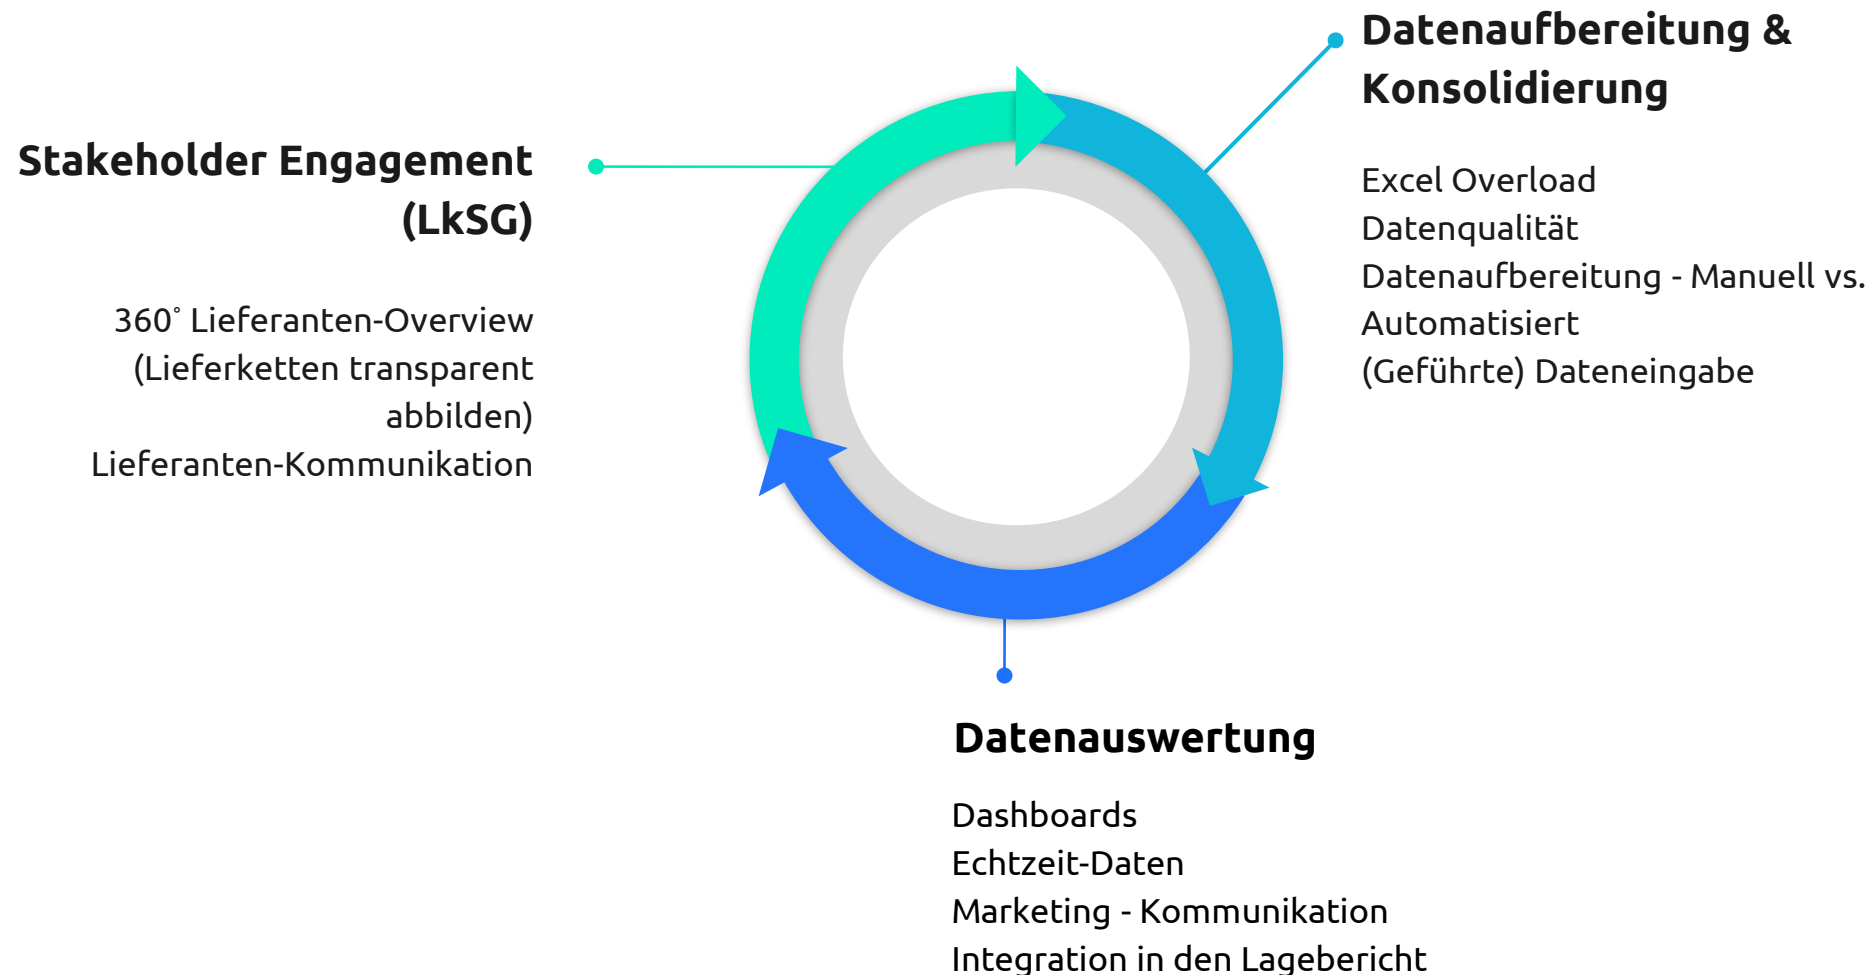 Stakeholder Engagement
(LkSG)
360° Lieferanten-Overview
(Lieferketten transparent
abbilden)
Lieferanten-Kommunikation
Datenaufbereitung &
Konsolidierung
Excel Overload
Datenqualität
Datenaufbereitung - Manuell vs.
Automatisiert
(Geführte) Dateneingabe
Datenauswertung
Dashboards
Echtzeit-Daten
Marketing - Kommunikation
Integration in den Lagebericht